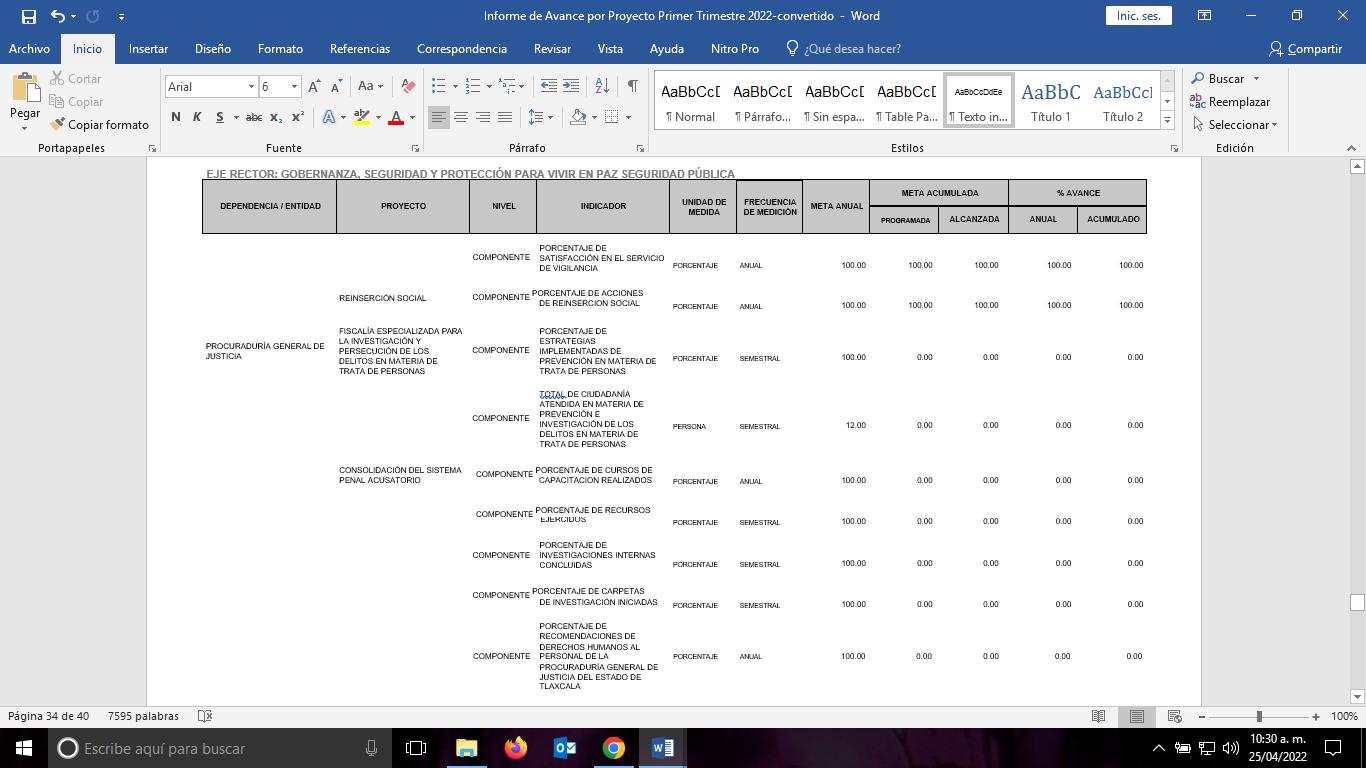 Informe de Avance por Proyecto Primer Trimestre 2022-convertido - Word
Inic. ses.
Archivo Inicio Insertar Diseño Formato Referencias Correspondencia Revisar Vista Ayuda Nitro Pro ¿Qué desea hacer? Compartir
Pegar
Cortar
Copiar
Copiar formato
Portapapeles
Arial 6
N K S abc x₂ x²
Fuente
Párrafo
AaBbCcI AaBbCcD AaBbCcD AaBbCcD AaBbCcDdEe AaBbC AaBbCcI
¶ Normal ¶ Párrafo... ¶ Sin espa... ¶ Table Pa... ¶ Texto in... Título 1 Título 2
Estilos
Buscar
Reemplazar
Seleccionar
Edición
EJE RECTOR: GOBERNANZA, SEGURIDAD Y PROTECCIÓN PARA VIVIR EN PAZ SEGURIDAD PÚBLICA
DEPENDENCIA / ENTIDAD PROYECTO NIVEL INDICADOR UNIDAD DE MEDIDA FRECUENCIA DE MEDICIÓN META ANUAL META ACUMULADA % AVANCE
PROGRAMADA ALCANZADA ANUAL ACUMULADO
COMPONENTE
PORCENTAJE DE
SATISFACCIÓN EN EL SERVICIO
DE VIGILANCIA
PORCENTAJE ANUAL 100.00 100.00 100.00 100.00 100.00
REINSERCIÓN SOCIAL
COMPONENTE
PORCENTAJE DE ACCIONES
DE REINSERCION SOCIAL
PORCENTAJE ANUAL 100.00 100.00 100.00 100.00 100.00
PROCURADURÍA GENERAL DE
JUSTICIA
FISCALÍA ESPECIALIZADA PARA
LA INVESTIGACIÓN Y
PERSECUCIÓN DE LOS
DELITOS EN MATERIA DE
TRATA DE PERSONAS
COMPONENTE
PORCENTAJE DE
ESTRATEGIAS
IMPLEMENTADAS DE
PREVENCIÓN EN MATERIA DE
TRATA DE PERSONAS
PORCENTAJE SEMESTRAL 100.00 0.00 0.00 0.00 0.00
COMPONENTE
TOTAL DE CIUDADANÍA
ATENDIDA EN MATERIA DE
PREVENCIÓN E
INVESTIGACIÓN DE LOS
DELITOS EN MATERIA DE
TRATA DE PERSONAS
PERSONA SEMESTRAL 12.00 0.00 0.00 0.00 0.00
CONSOLIDACIÓN DEL SISTEMA
PENAL ACUSATORIO
COMPONENTE
PORCENTAJE DE CURSOS DE
CAPACITACION REALIZADOS
PORCENTAJE ANUAL 100.00 0.00 0.00 0.00 0.00
COMPONENTE
PORCENTAJE DE RECURSOS
EJERCIDOS
PORCENTAJE SEMESTRAL 100.00 0.00 0.00 0.00 0.00
COMPONENTE
PORCENTAJE DE
INVESTIGACIONES INTERNAS
CONCLUIDAS
PORCENTAJE SEMESTRAL 100.00 0.00 0.00 0.00 0.00
COMPONENTE
PORCENTAJE DE CARPETAS
DE INVESTIGACIÓN INICIADAS
PORCENTAJE SEMESTRAL 100.00 0.00 0.00 0.00 0.00
COMPONENTE
PORCENTAJE DE
RECOMENDACIONES DE
DERECHOS HUMANOS AL
PERSONAL DE LA
PROCURADURÍA GENERAL DE
JUSTICIA DEL ESTADO DE
TLAXCALA
PORCENTAJE ANUAL 100.00 0.00 0.00 0.00 0.00
Página 34 de 40 7595 palabras 100%
Escribe aquí para buscar
10:30 a. m.
25/04/2022